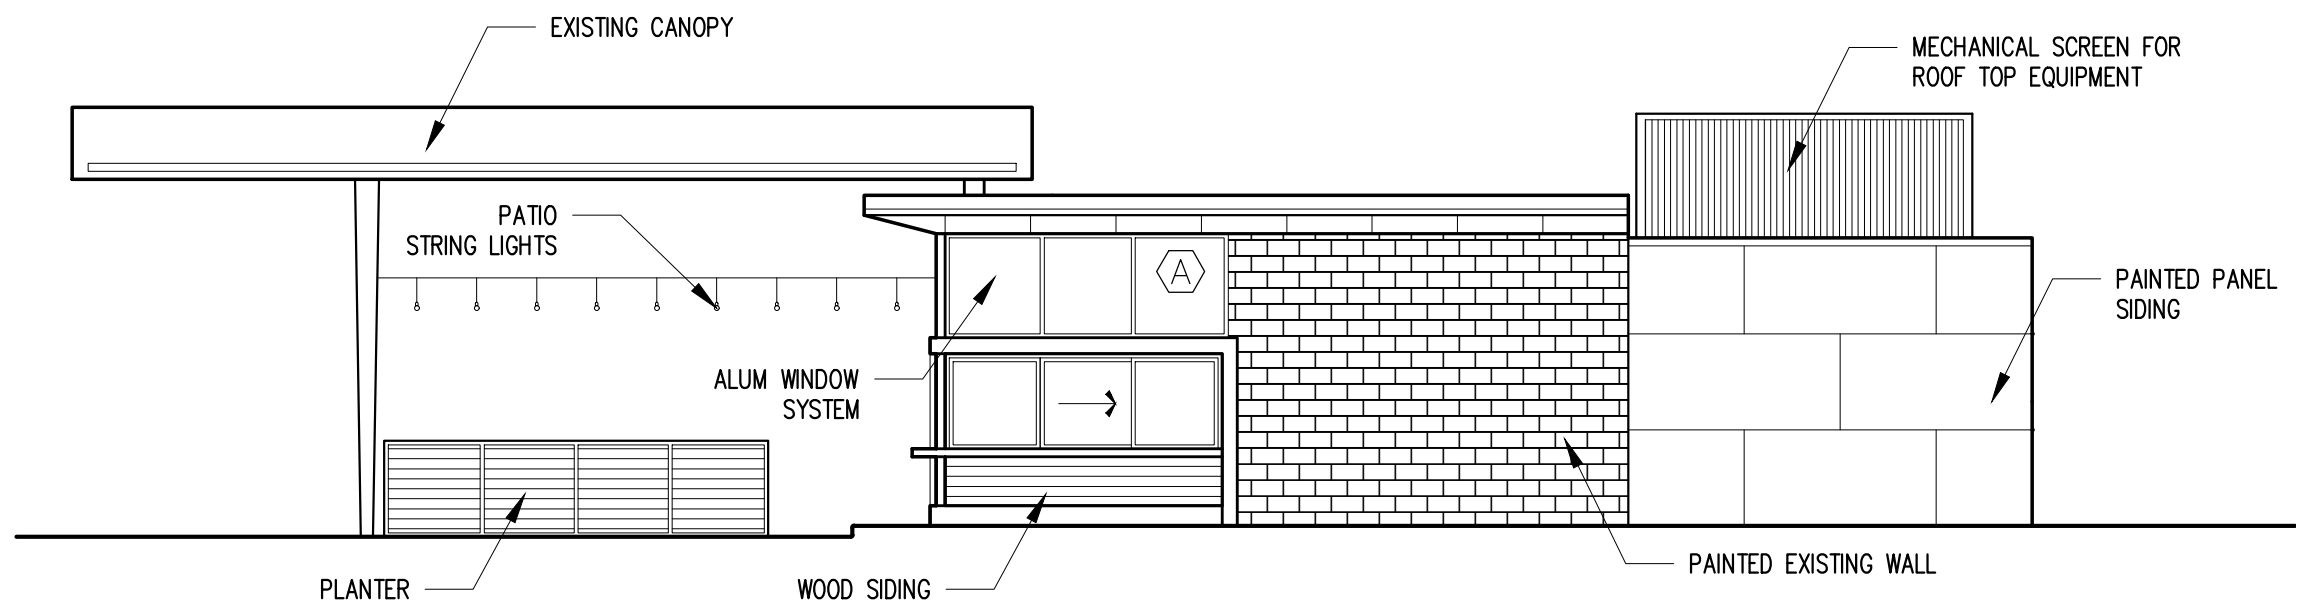 EXISTING CANOPY
MECHANICAL SCREEN FOR
ROOF TOP EQUIPMENT
PATIO
STRING LIGHTS
A
PAINTED PANEL
SIDING
ALUM WINDOW
SYSTEM
PAINTED EXISTING WALL
PLANTER
WOOD SIDING